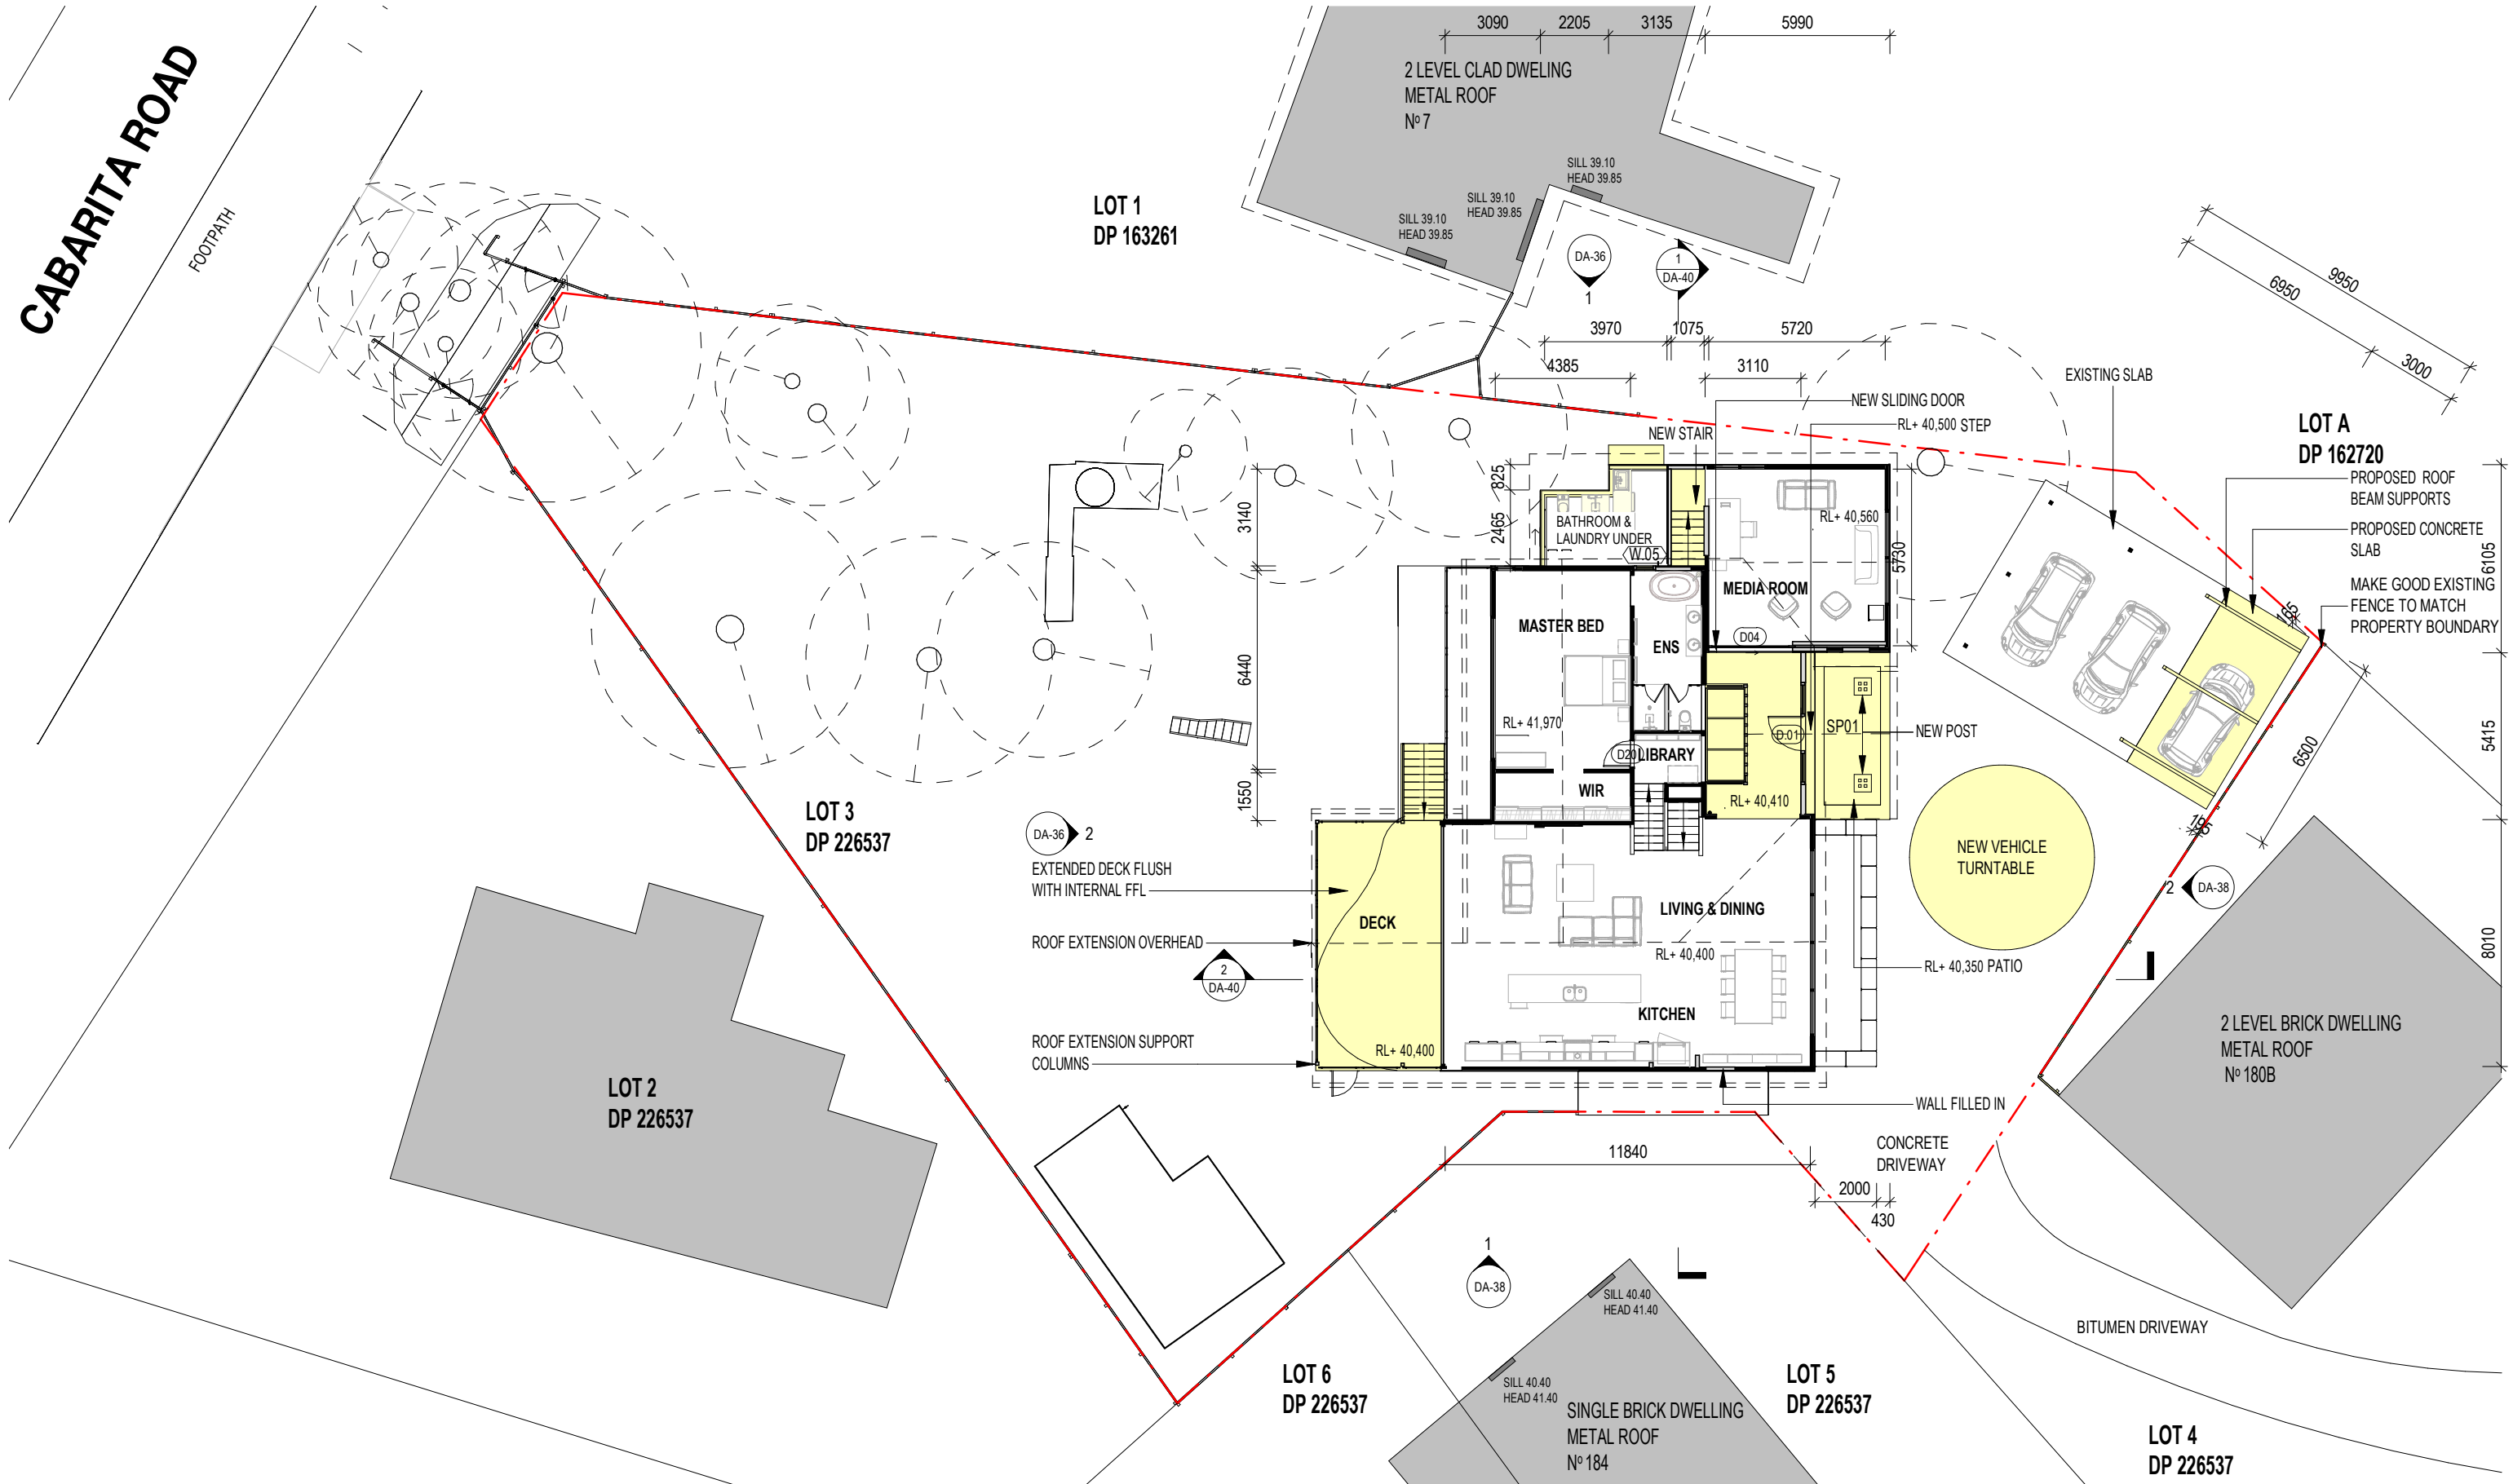 3090
2205
3135
5990
CABARITA ROAD
FOOTPATH
2 LEVEL CLAD DWELING
METAL ROOF
Nº 7
SILL 39.10
HEAD 39.85
SILL 39.10
HEAD 39.85
SILL 39.10
HEAD 39.85
LOT 1
DP 163261
DA-36
1
1
DA-40
9950
6950
3000
3970
1075
5720
4385
3110
EXISTING SLAB
NEW SLIDING DOOR
RL+ 40,500 STEP
NEW STAIR
LOT A
DP 162720
PROPOSED ROOF
BEAM SUPPORTS
PROPOSED CONCRETE
SLAB
MAKE GOOD EXISTING
FENCE TO MATCH
PROPERTY BOUNDARY
825
2465
3140
6440
1550
BATHROOM &
LAUNDRY UNDER
W.05
RL+ 40,560
5730
6105
5415
8010
165
MEDIA ROOM
MASTER BED
ENS
D04
RL+ 41,970
D20
LIBRARY
D.01
SP01
NEW POST
WIR
RL+ 40,410
6500
195
LOT 3
DP 226537
DA-36
2
EXTENDED DECK FLUSH
WITH INTERNAL FFL
NEW VEHICLE
TURNTABLE
2
DA-38
DECK
LIVING & DINING
ROOF EXTENSION OVERHEAD
RL+ 40,400
RL+ 40,350 PATIO
2
DA-40
KITCHEN
ROOF EXTENSION SUPPORT
COLUMNS
RL+ 40,400
2 LEVEL BRICK DWELLING
METAL ROOF
Nº 180B
LOT 2
DP 226537
WALL FILLED IN
CONCRETE
DRIVEWAY
11840
2000
430
1
DA-38
SILL 40.40
HEAD 41.40
BITUMEN DRIVEWAY
LOT 6
DP 226537
SILL 40.40
HEAD 41.40
SINGLE BRICK DWELLING
METAL ROOF
Nº 184
LOT 5
DP 226537
LOT 4
DP 226537